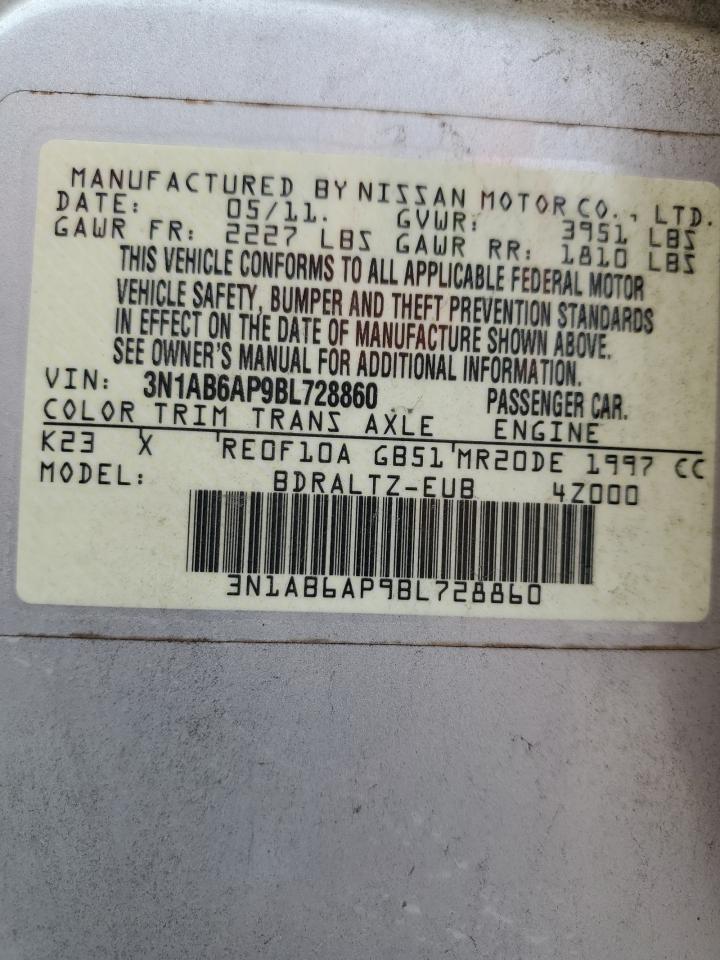 MANUFACTURED BY NISSAN MOTOR CO., LTD.
DATE: 05/11. GVWR: 3951 LBS
GAWR FR: 2227 LBS GAWR RR: 1810 LBS
THIS VEHICLE CONFORMS TO ALL APPLICABLE FEDERAL MOTOR
VEHICLE SAFETY, BUMPER AND THEFT PREVENTION STANDARDS
IN EFFECT ON THE DATE OF MANUFACTURE SHOWN ABOVE.
SEE OWNER'S MANUAL FOR ADDITIONAL INFORMATION.
VIN: 3N1AB6AP9BL728860 PASSENGER CAR.
COLOR TRIM TRANS AXLE ENGINE
K23 X RE0F10A GB51 MR20DE 1997 CC
MODEL: BDRALTZ-EUB 4Z000
3N1AB6AP9BL728860